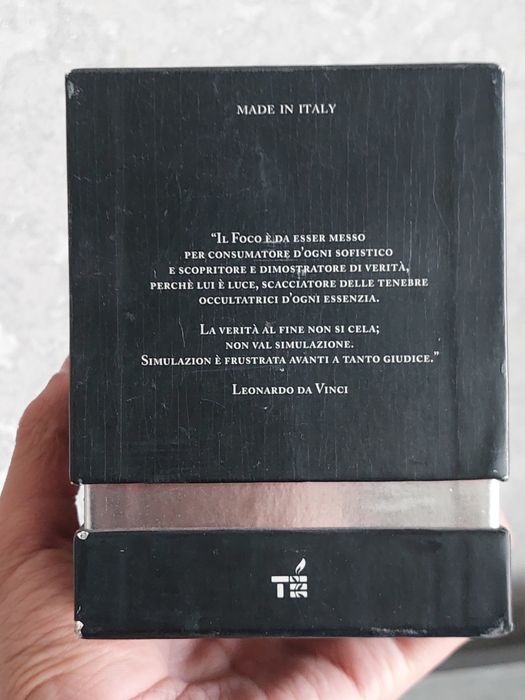 MADE IN ITALY
“IL FOCO È DA ESSER MESSO
PER CONSUMATORE D'OGNI SOFISTICO
E SCOPRITORE E DIMOSTRATORE DI VERITÀ,
PERCHÈ LUI È LUCE, SCACCIATORE DELLE TENEBRE
OCCULTATRICI D'OGNI ESSENZIA.
LA VERITÀ AL FINE NON SI CELA;
NON VAL SIMULAZIONE.
SIMULAZION È FRUSTRATA AVANTI A TANTO GIUDICE.”
LEONARDO DA VINCI